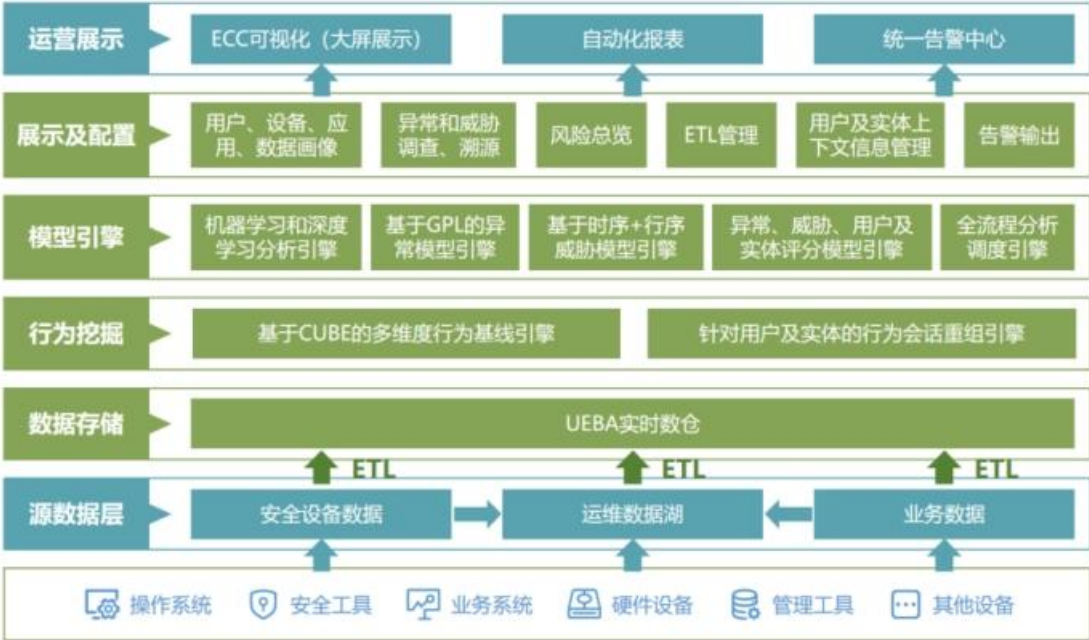 运营展示
ECC可视化（大屏展示）
自动化报表
统一告警中心
展示及配置
用户、设备、应
用、数据画像
异常和威胁
调查、溯源
风险总览
ETL管理
用户及实体上
下文信息管理
告警输出
模型引擎
机器学习和深度
学习分析引擎
基于GPL的异
常模型引擎
基于时序+行序
威胁模型引擎
异常、威胁、用户及
实体评分模型引擎
全流程分析
调度引擎
行为挖掘
基于CUBE的多维度行为基线引擎
针对用户及实体的行为会话重组引擎
数据存储
UEBA实时数仓
ETL
ETL
ETL
源数据层
安全设备数据
运维数据湖
业务数据
操作系统
安全工具
业务系统
硬件设备
管理工具
其他设备